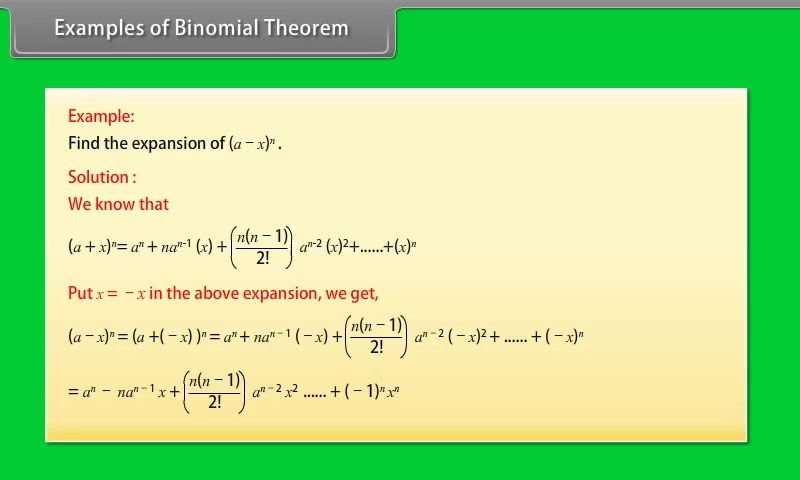 Examples of Binomial Theorem
Example:
Find the expansion of (a − x)ⁿ .
Solution :
We know that
(a + x)ⁿ= aⁿ + naⁿ⁻¹ (x) + (n(n − 1)/2!) aⁿ⁻² (x)²+......+(x)ⁿ
Put x = − x in the above expansion, we get,
(a − x)ⁿ = (a +( − x) )ⁿ = aⁿ + naⁿ ⁻ ¹ ( − x) + (n(n − 1)/2!) aⁿ ⁻ ² ( − x)² + ...... + ( − x)ⁿ
= aⁿ − naⁿ ⁻ ¹ x + (n(n − 1)/2!) aⁿ ⁻ ² x² ...... + ( − 1)ⁿ xⁿ